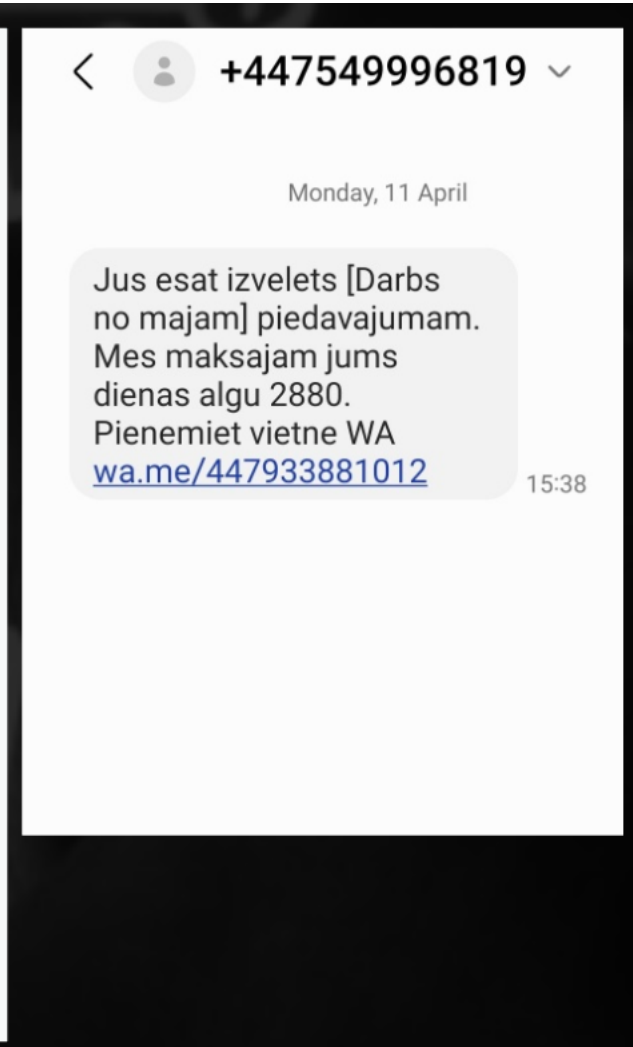 +447549996819
Monday, 11 April
Jus esat izvelets [Darbs
no majam] piedavajumam.
Mes maksajam jums
dienas algu 2880.
Pienemiet vietne WA
wa.me/447933881012
15:38